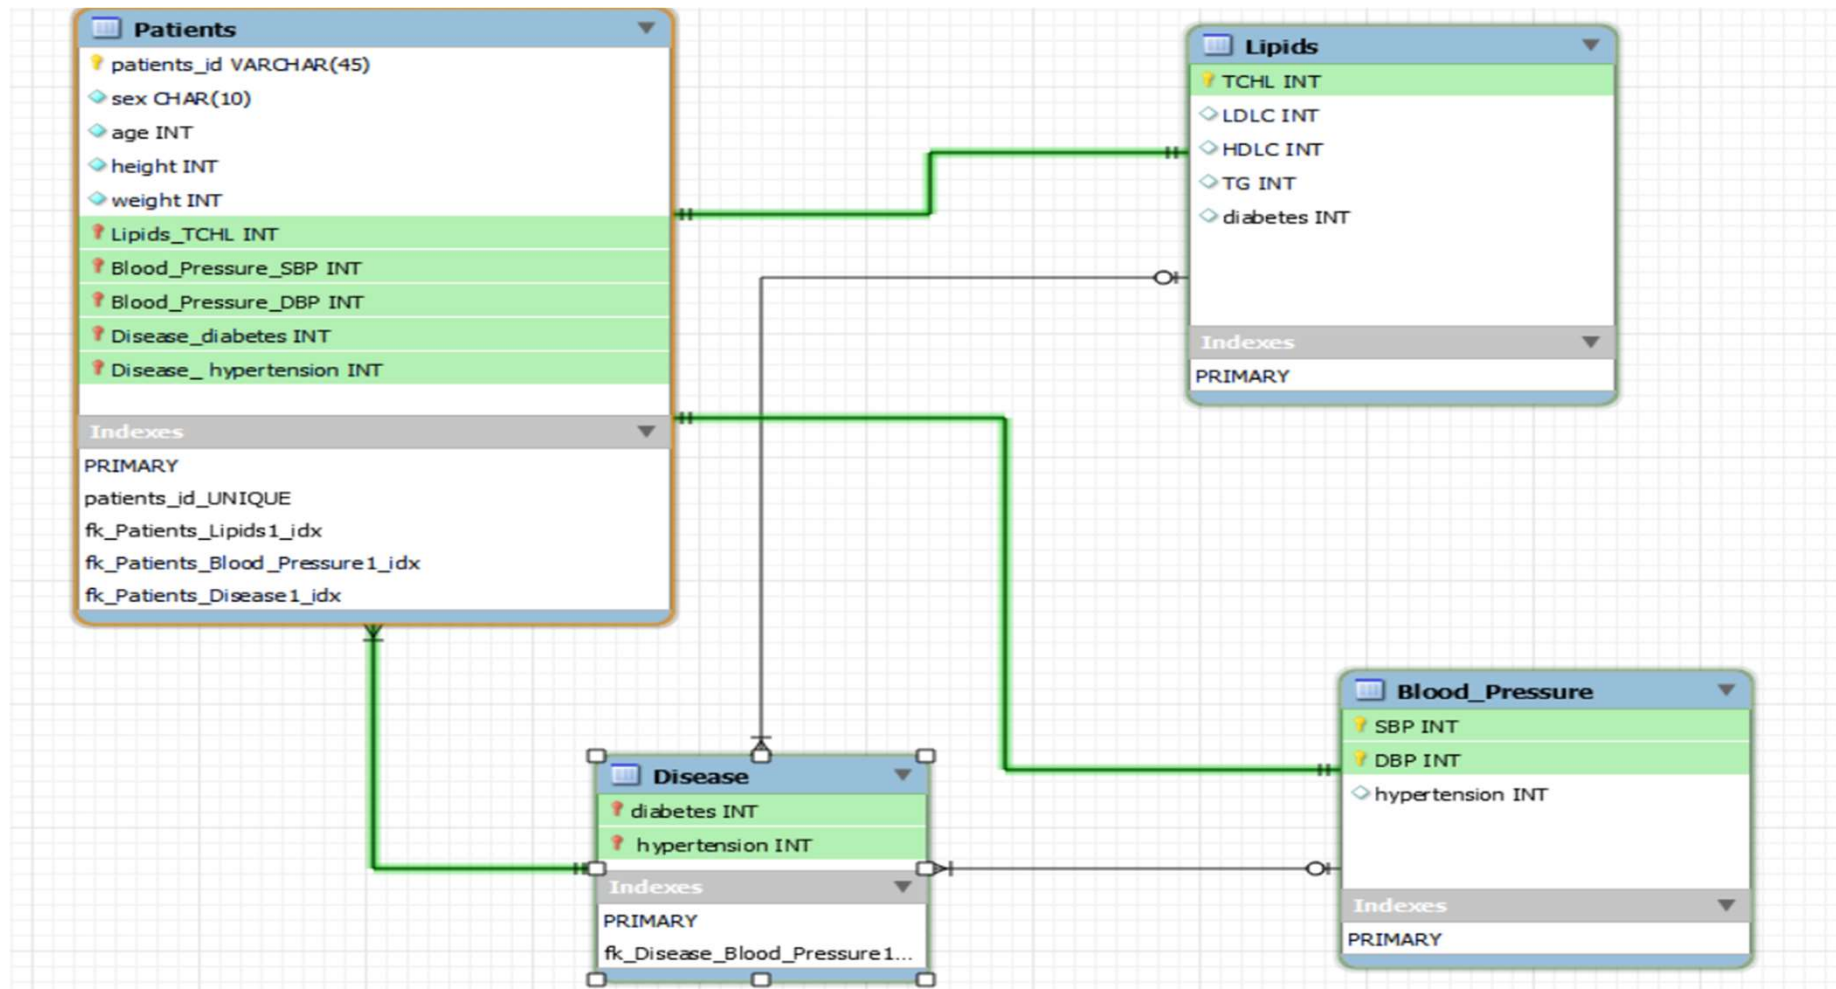 Patients
patients_id VARCHAR(45)
sex CHAR(10)
age INT
height INT
weight INT
Lipids_TCHL INT
Blood_Pressure_SBP INT
Blood_Pressure_DBP INT
Disease_diabetes INT
Disease_ hypertension INT
Indexes
PRIMARY
patients_id_UNIQUE
fk_Patients_Lipids1_idx
fk_Patients_Blood_Pressure1_idx
fk_Patients_Disease1_idx
Lipids
TCHL INT
LDLC INT
HDLC INT
TG INT
diabetes INT
Indexes
PRIMARY
Disease
diabetes INT
hypertension INT
Indexes
PRIMARY
fk_Disease_Blood_Pressure1...
Blood_Pressure
SBP INT
DBP INT
hypertension INT
Indexes
PRIMARY